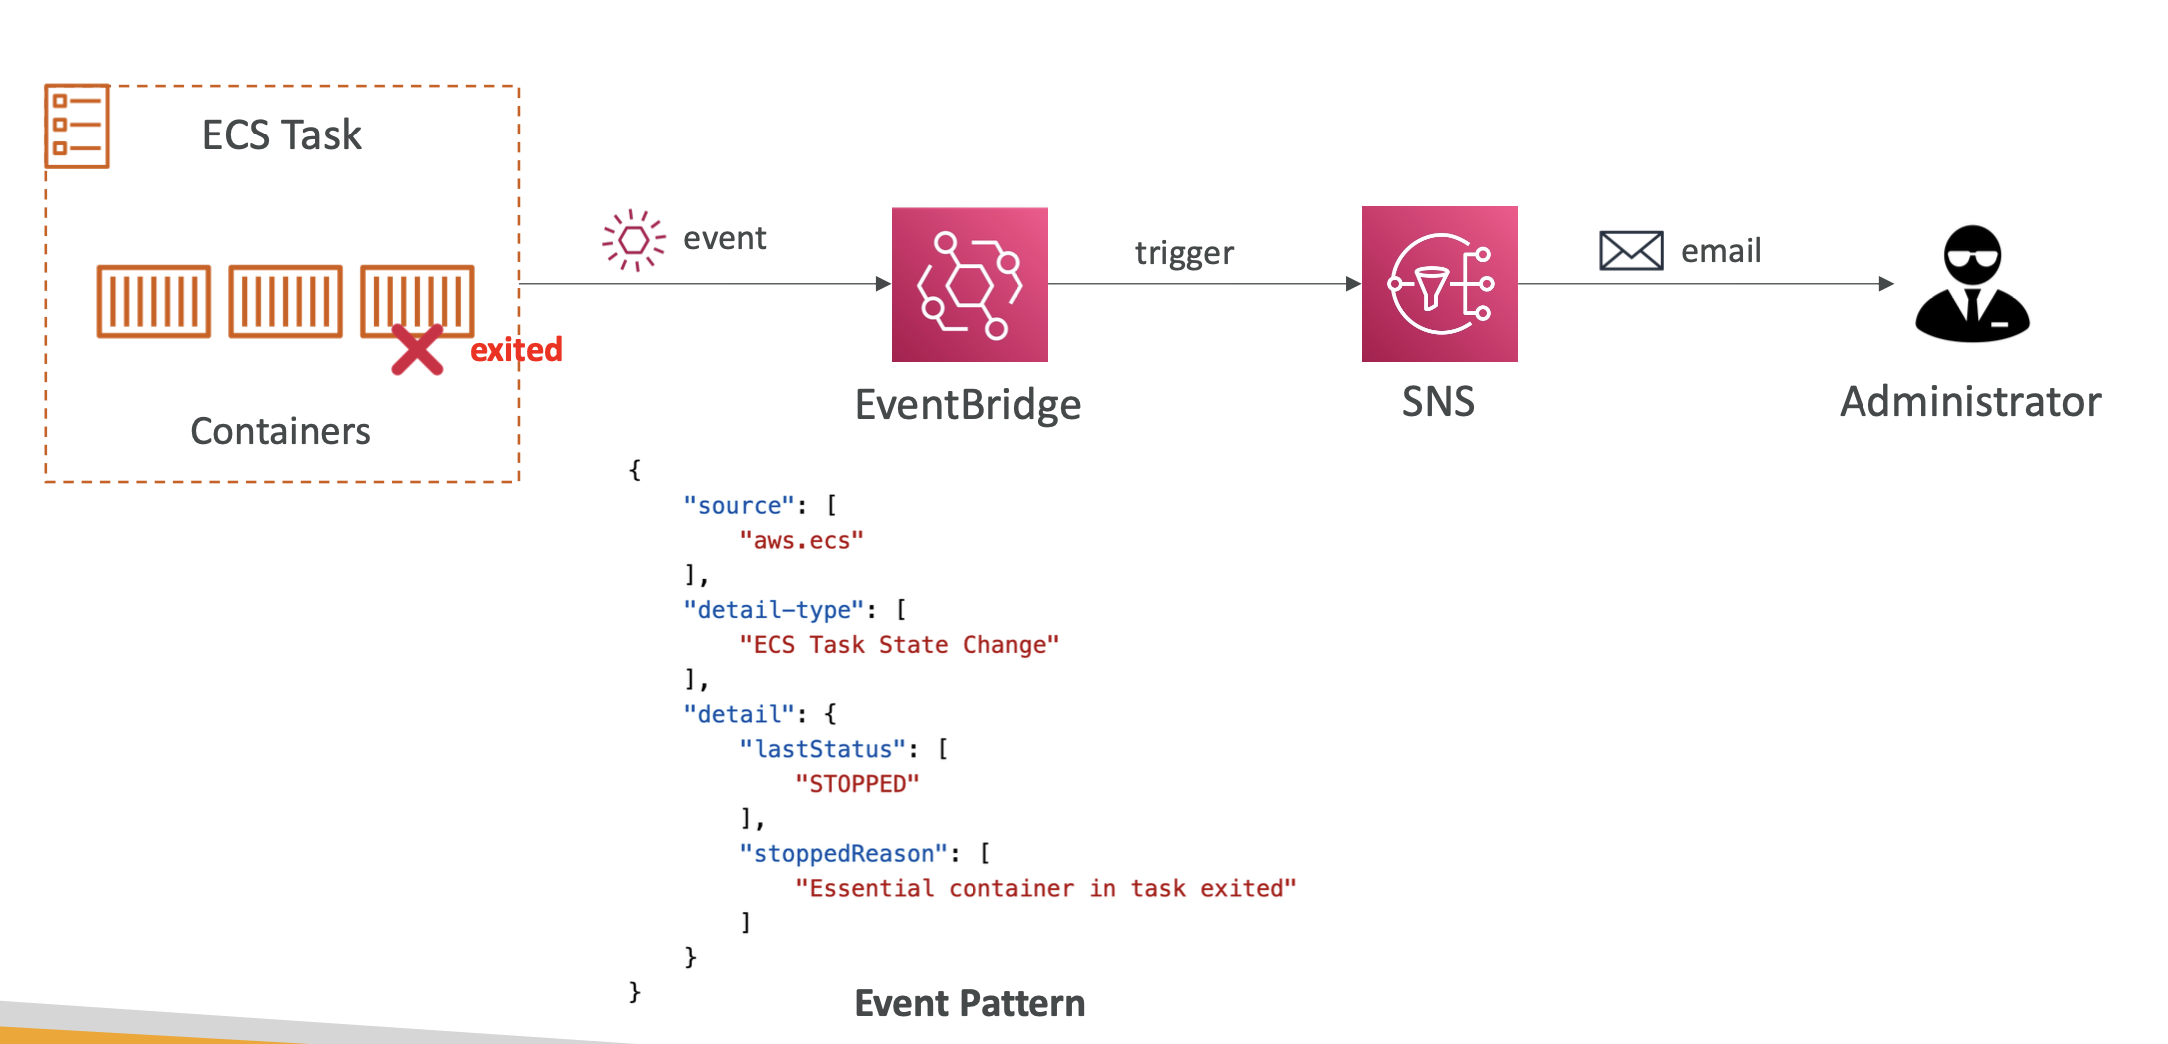 ECS Task
Containers
exited
event
EventBridge
trigger
SNS
email
Administrator
{
    "source": [
        "aws.ecs"
    ],
    "detail-type": [
        "ECS Task State Change"
    ],
    "detail": {
        "lastStatus": [
            "STOPPED"
        ],
        "stoppedReason": [
            "Essential container in task exited"
        ]
    }
}
Event Pattern